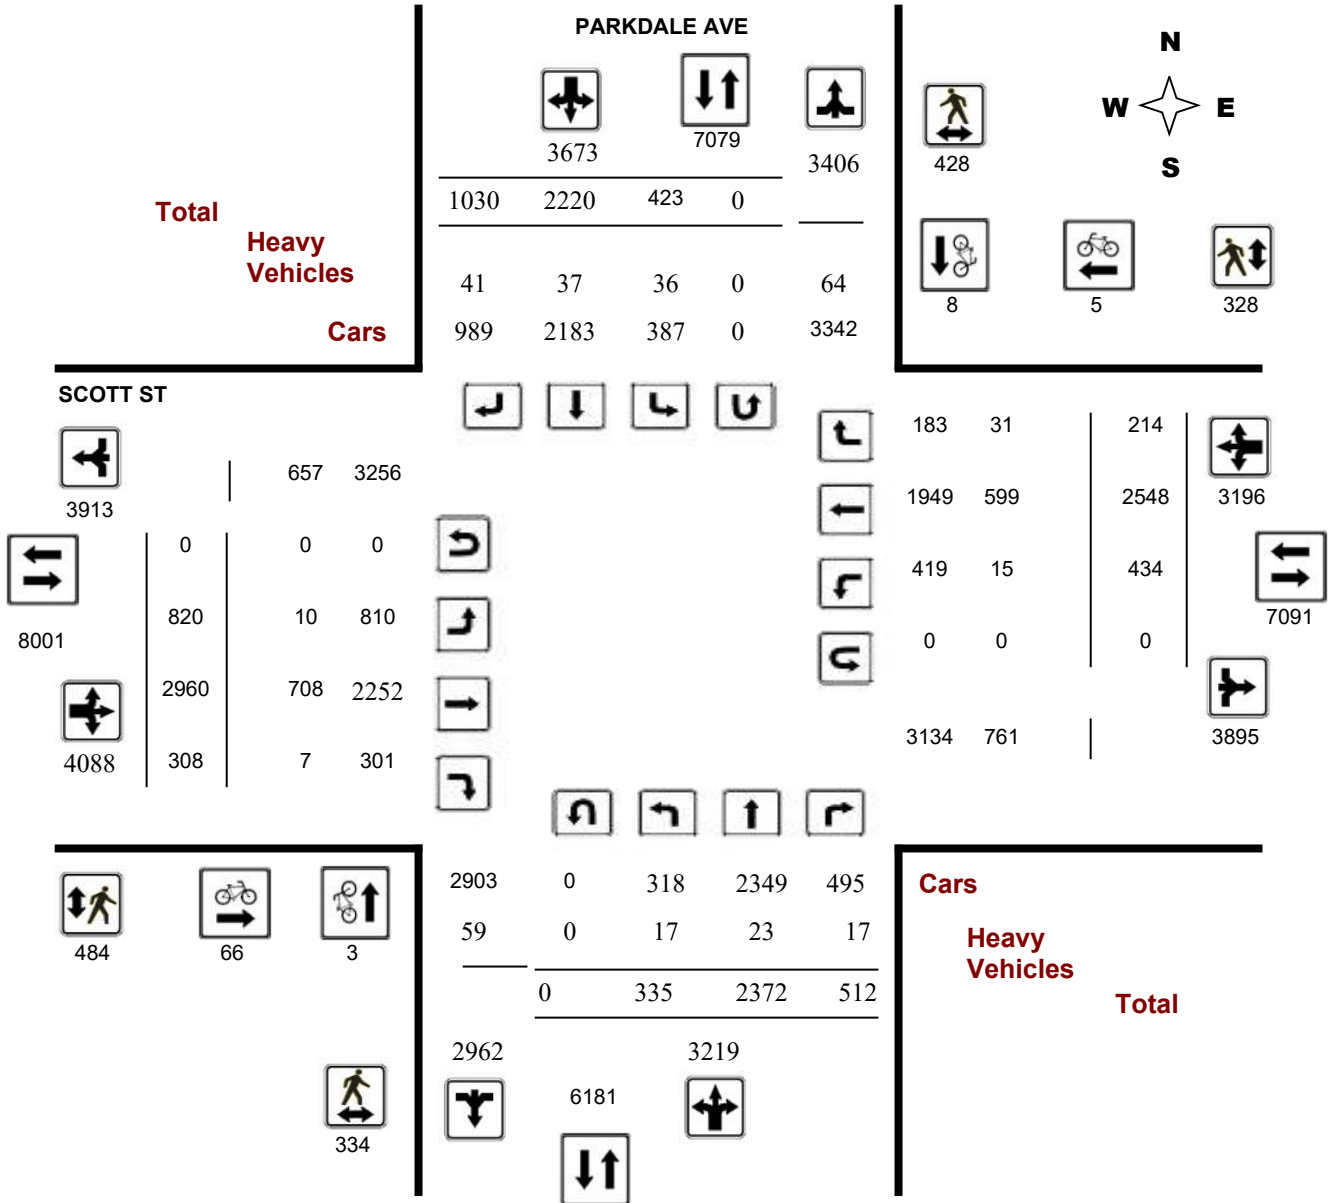 PARKDALE AVE
N
W E
S
3673 7079 3406 428
Total 1030 2220 423 0
Heavy
Vehicles 41 37 36 0 64
8 5 328
Cars 989 2183 387 0 3342
SCOTT ST
183 31 214
657 3256
3913
1949 599 2548 3196
0 0 0
419 15 434
820 10 810
7091
8001
0 0 0
2960 708 2252
3134 761 3895
4088 308 7 301
2903 0 318 2349 495 Cars
59 0 17 23 17 Heavy
Vehicles
484 66 3
0 335 2372 512 Total
2962 3219
6181
334